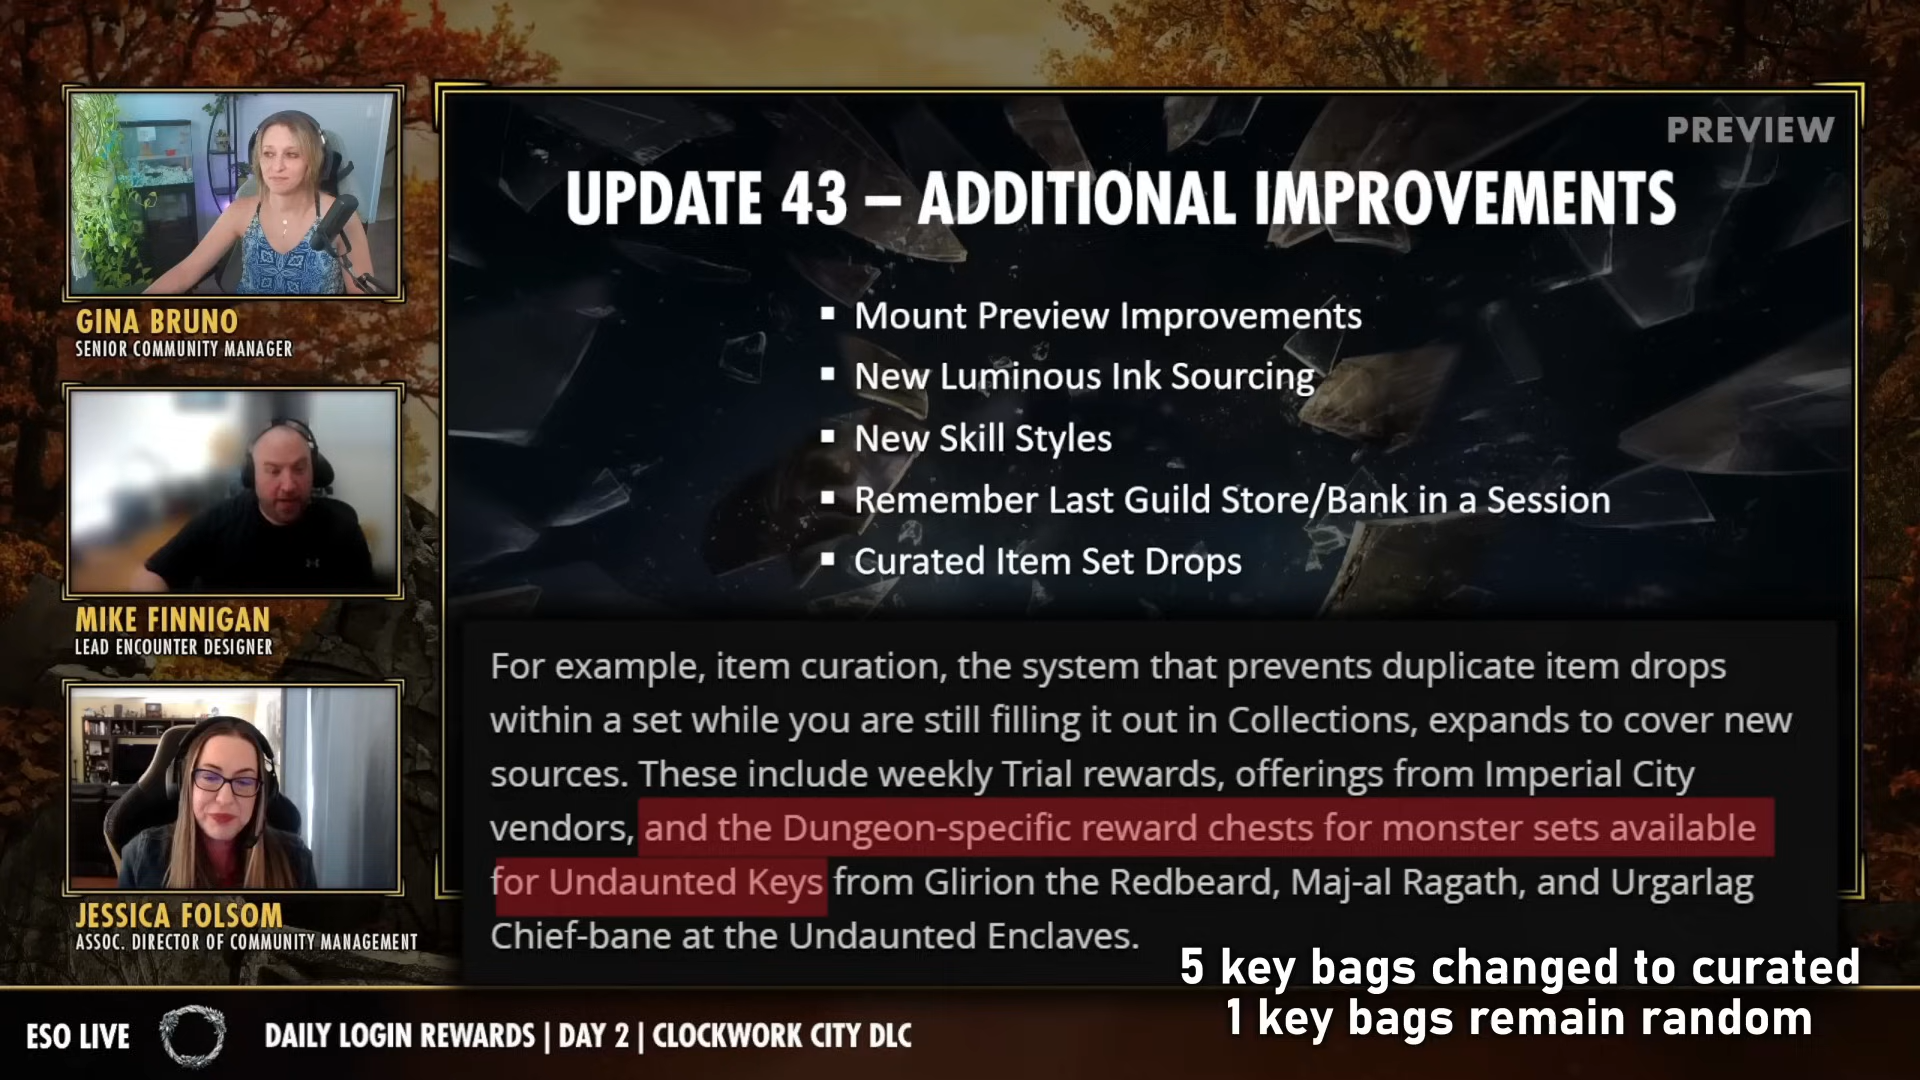 PREVIEW
UPDATE 43 – ADDITIONAL IMPROVEMENTS
▪ Mount Preview Improvements
▪ New Luminous Ink Sourcing
▪ New Skill Styles
▪ Remember Last Guild Store/Bank in a Session
▪ Curated Item Set Drops
GINA BRUNO
SENIOR COMMUNITY MANAGER
MIKE FINNIGAN
LEAD ENCOUNTER DESIGNER
JESSICA FOLSOM
ASSOC. DIRECTOR OF COMMUNITY MANAGEMENT
For example, item curation, the system that prevents duplicate item drops
within a set while you are still filling it out in Collections, expands to cover new
sources. These include weekly Trial rewards, offerings from Imperial City
vendors, and the Dungeon-specific reward chests for monster sets available
for Undaunted Keys from Glirion the Redbeard, Maj-al Ragath, and Urgarlag
Chief-bane at the Undaunted Enclaves.
5 key bags changed to curated
1 key bags remain random
ESO LIVE
DAILY LOGIN REWARDS | DAY 2 | CLOCKWORK CITY DLC